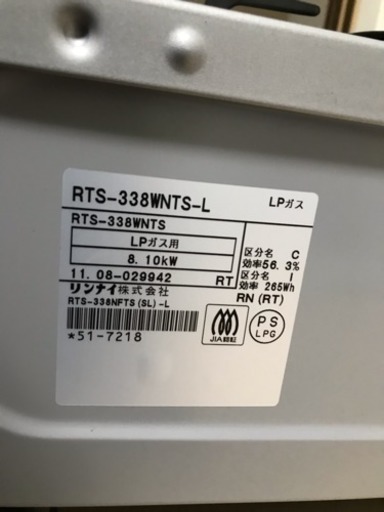 RTS-338WNTS-L LPガス
RTS-338WNTS
LPガス用
8.10kW
区分名 C
効率56.3%
区分名 I
効率 265Wh
11.08-029942 RT
リンナイ株式会社
RN(RT)
RTS-338NFTS(SL)-L
*51-7218
JIA認証
PS
LPG